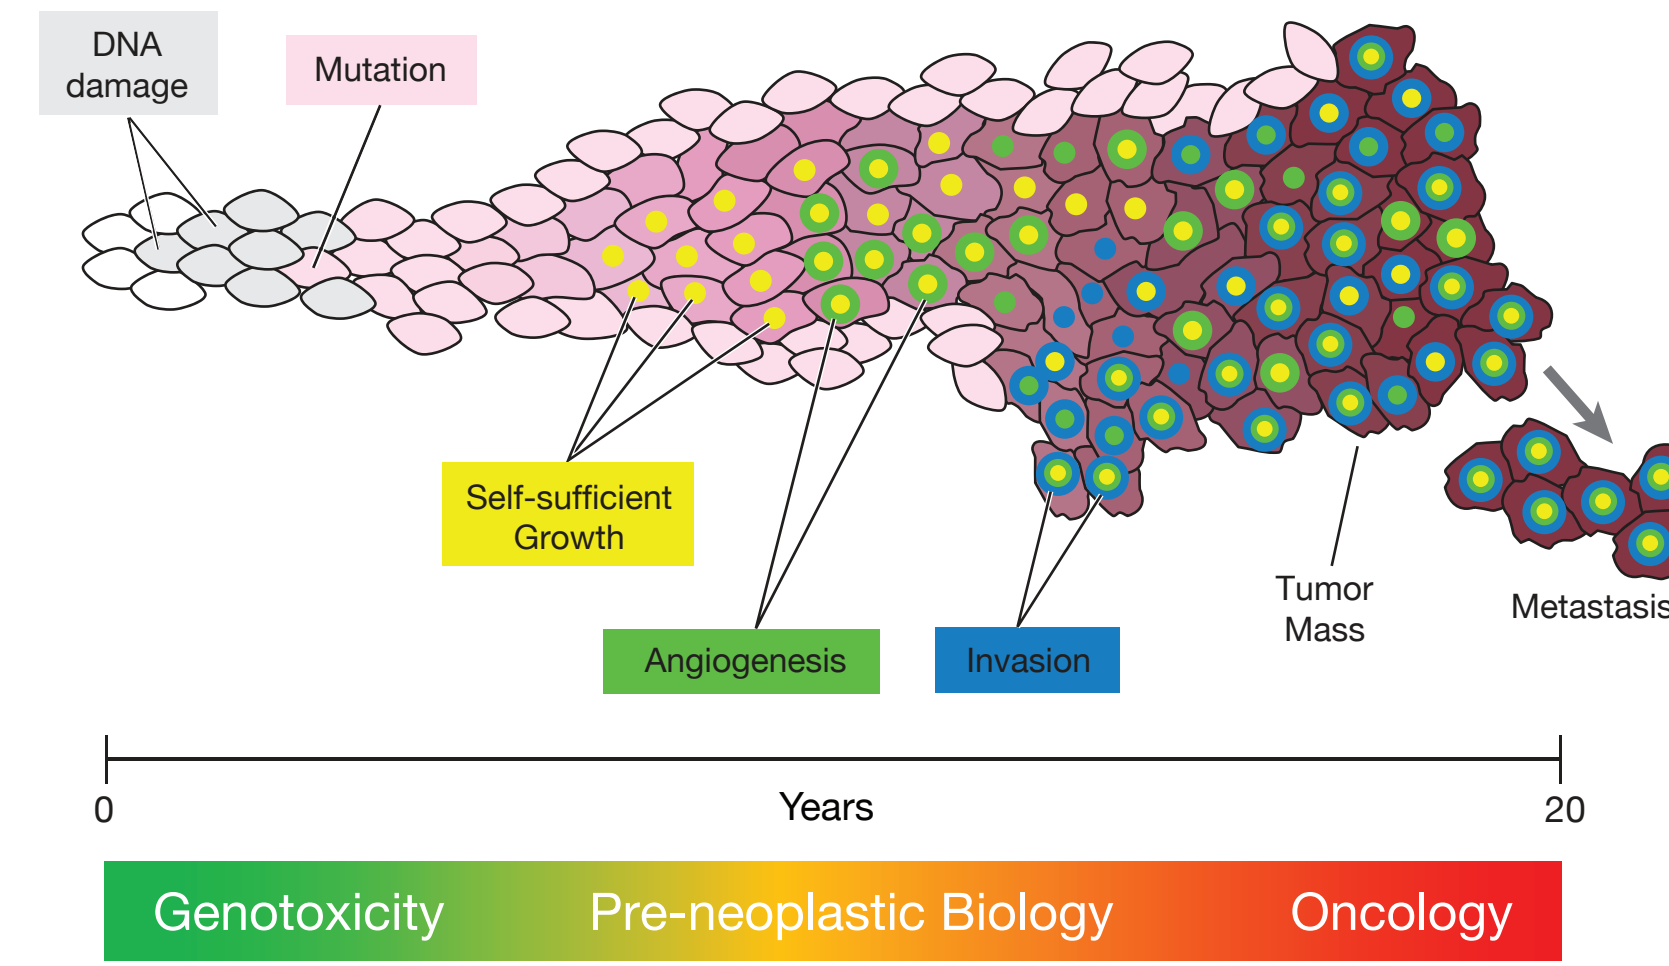 DNA
damage
Mutation
Self-sufficient
Growth
Angiogenesis
Invasion
Tumor
Mass
Metastasis
0
Years
20
Genotoxicity
Pre-neoplastic Biology
Oncology